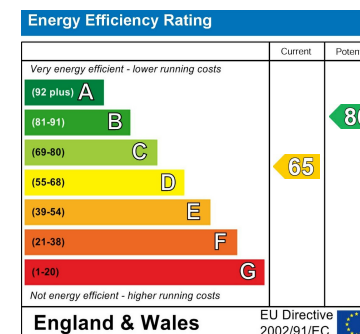 Energy Efficiency Rating
Current
Very energy efficient - lower running costs
(92 plus) A
(81-91) B
(69-80) C
(55-68) D
(39-54) E
(21-38) F
(1-20) G
65
Not energy efficient - higher running costs
England & Wales
EU Directive
2002/91/EC